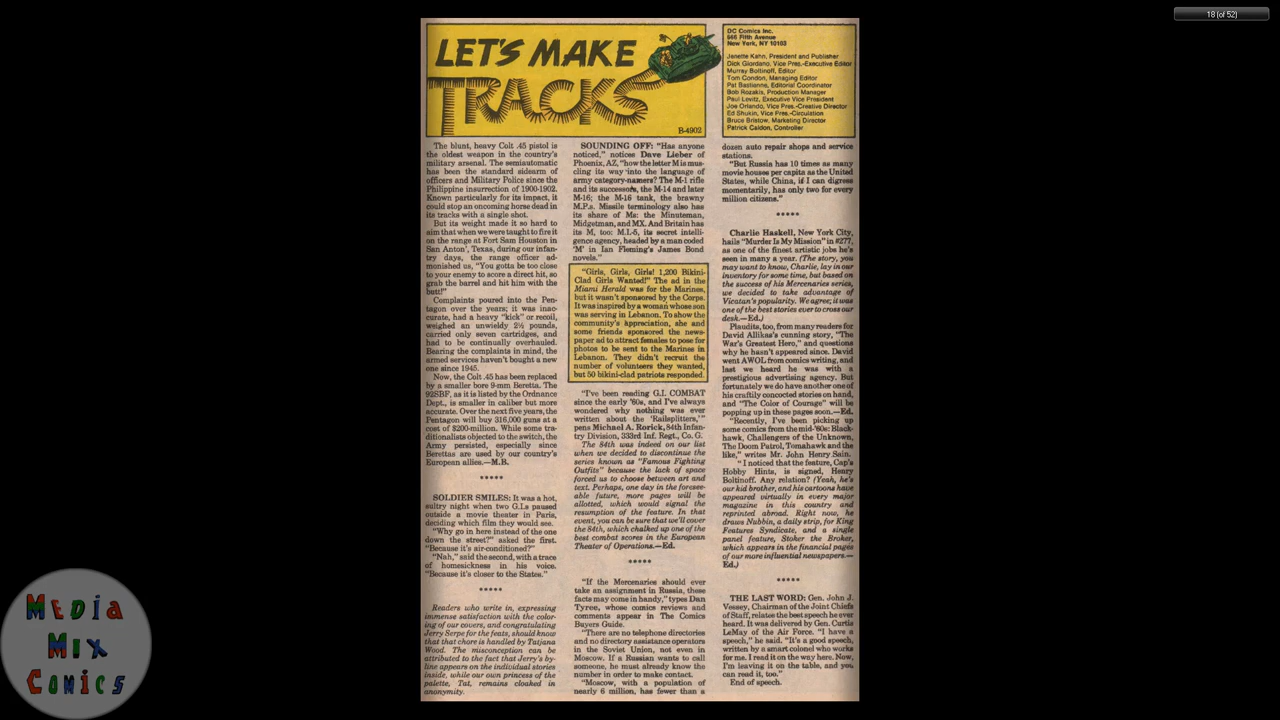 18 (of 52)
LET'S MAKE
TRACKS
B-4902
DC Comics Inc.
666 Fifth Avenue
New York, NY 10103
Jenette Kahn, President and Publisher
Dick Giordano, Vice Pres.-Executive Editor
Murray Boltinoff, Editor
Tom Condon, Managing Editor
Pat Bastienne, Editorial Coordinator
Bob Rozakis, Production Manager
Paul Levitz, Executive Vice President
Joe Orlando, Vice Pres.-Creative Director
Ed Shukin, Vice Pres.-Circulation
Bruce Bristow, Marketing Director
Patrick Caldon, Controller
The blunt, heavy Colt .45 pistol is
the oldest weapon in the country's
military arsenal. The semiautomatic
has been the standard sidearm of
officers and Military Police since the
Philippine insurrection of 1900-1902.
Known particularly for its impact, it
could stop an oncoming horse dead in
its tracks with a single shot.
But its weight made it so hard to
aim that when we were taught to fire it
on the range at Fort Sam Houston in
San Anton', Texas, during our infan-
try days, the range officer ad-
monished us, "You gotta be too close
to your enemy to score a direct hit, so
grab the barrel and hit him with the
butt!"
Complaints poured into the Pen-
tagon over the years; it was inac-
curate, had a heavy "kick" or recoil,
weighed an unwieldy 2½ pounds,
carried only seven cartridges, and
had to be continually overhauled.
Bearing the complaints in mind, the
armed services haven't bought a new
one since 1945.
Now, the Colt .45 has been replaced
by a smaller bore 9-mm Beretta. The
92SBF, as it is listed by the Ordnance
Dept., is smaller in caliber but more
accurate. Over the next five years, the
Pentagon will buy 316,000 guns at a
cost of $200-million. While some tra-
ditionalists objected to the switch, the
Army persisted, especially since
Berettas are used by our country's
European allies.—M.B.
*****
SOLDIER SMILES: It was a hot,
sultry night when two G.I.s paused
outside a movie theater in Paris,
deciding which film they would see.
"Why go in here instead of the one
down the street?" asked the first.
"Because it's air-conditioned?"
"Nah," said the second, with a trace
of homesickness in his voice.
"Because it's closer to the States."
*****
Readers who write in, expressing
immense satisfaction with the color-
ing of our covers, and congratulating
Jerry Serpe for the feats, should know
that that chore is handled by Tatjana
Wood. The misconception can be
attributed to the fact that Jerry's by-
line appears on the individual stories
inside, while our own princess of the
palette, Tat, remains cloaked in
anonymity.
SOUNDING OFF: "Has anyone
noticed," notices Dave Lieber of
Phoenix, AZ, "how the letter M is mus-
cling its way into the language of
army category-namers? The M-1 rifle
and its successors, the M-14 and later
M-16; the M-16 tank, the brawny
M.P.s. Missile terminology also has
its share of Ms: the Minuteman,
Midgetman, and MX. And Britain has
its M, too: M.I.-5, its secret intelli-
gence agency, headed by a man coded
'M' in Ian Fleming's James Bond
novels."
"Girls, Girls, Girls! 1,200 Bikini-
Clad Girls Wanted!" The ad in the
Miami Herald was for the Marines,
but it wasn't sponsored by the Corps.
It was inspired by a woman whose son
was serving in Lebanon. To show the
community's appreciation, she and
some friends sponsored the news-
paper ad to attract females to pose for
photos to be sent to the Marines in
Lebanon. They didn't recruit the
number of volunteers they wanted,
but 50 bikini-clad patriots responded.
"I've been reading G.I. COMBAT
since the early '60s, and I've always
wondered why nothing was ever
written about the 'Railsplitters,'"
pens Michael A. Rorick, 84th Infan-
try Division, 333rd Inf. Regt., Co. G.
The 84th was indeed on our list
when we decided to discontinue the
series known as "Famous Fighting
Outfits" because the lack of space
forced us to choose between art and
text. Perhaps, one day in the foresee-
able future, more pages will be
allotted, which would signal the
resumption of the feature. In that
event, you can be sure that we'll cover
the 84th, which chalked up one of the
best combat scores in the European
Theater of Operations.—Ed.
*****
"If the Mercenaries should ever
take an assignment in Russia, these
facts may come in handy," types Dan
Tyree, whose comics reviews and
comments appear in The Comics
Buyers Guide.
"There are no telephone directories
and no directory assistance operators
in the Soviet Union, not even in
Moscow. If a Russian wants to call
someone, he must already know the
number in order to make contact.
"Moscow, with a population of
nearly 6 million, has fewer than a
dozen auto repair shops and service
stations.
"But Russia has 10 times as many
movie houses per capita as the United
States, while China, if I can digress
momentarily, has only two for every
million citizens."
*****
Charlie Haskell, New York City,
hails "Murder Is My Mission" in #277,
as one of the finest artistic jobs he's
seen in many a year. (The story, you
may want to know, Charlie, lay in our
inventory for some time, but based on
the success of his Mercenaries series,
we decided to take advantage of
Vicatan's popularity. We agree; it was
one of the best stories ever to cross our
desk.—Ed.)
Plaudits, too, from many readers for
David Allikas's cunning story, "The
War's Greatest Hero," and questions
why he hasn't appeared since. David
went AWOL from comics writing, and
last we heard he was with a
prestigious advertising agency. But
fortunately we do have another one of
his craftily concocted stories on hand,
and "The Color of Courage" will be
popping up in these pages soon.—Ed.
"Recently, I've been picking up
some comics from the mid-'60s: Black-
hawk, Challengers of the Unknown,
The Doom Patrol, Tomahawk and the
like," writes Mr. John Henry Sain.
"I noticed that the feature, Cap's
Hobby Hints, is signed, Henry
Boltinoff. Any relation? (Yeah, he's
our kid brother, and his cartoons have
appeared virtually in every major
magazine in this country and
reprinted abroad. Right now, he
draws Nubbin, a daily strip, for King
Features Syndicate, and a single
panel feature, Stoker the Broker,
which appears in the financial pages
of our more influential newspapers.—
Ed.)
*****
THE LAST WORD: Gen. John J.
Vessey, Chairman of the Joint Chiefs
of Staff, relates the best speech he ever
heard. It was delivered by Gen. Curtis
LeMay of the Air Force. "I have a
speech," he said. "It's a good speech,
written by a smart colonel who works
for me. I read it on the way here. Now,
I'm leaving it on the table, and you
can read it, too."
End of speech.
MEDIA
MIX
COMICS